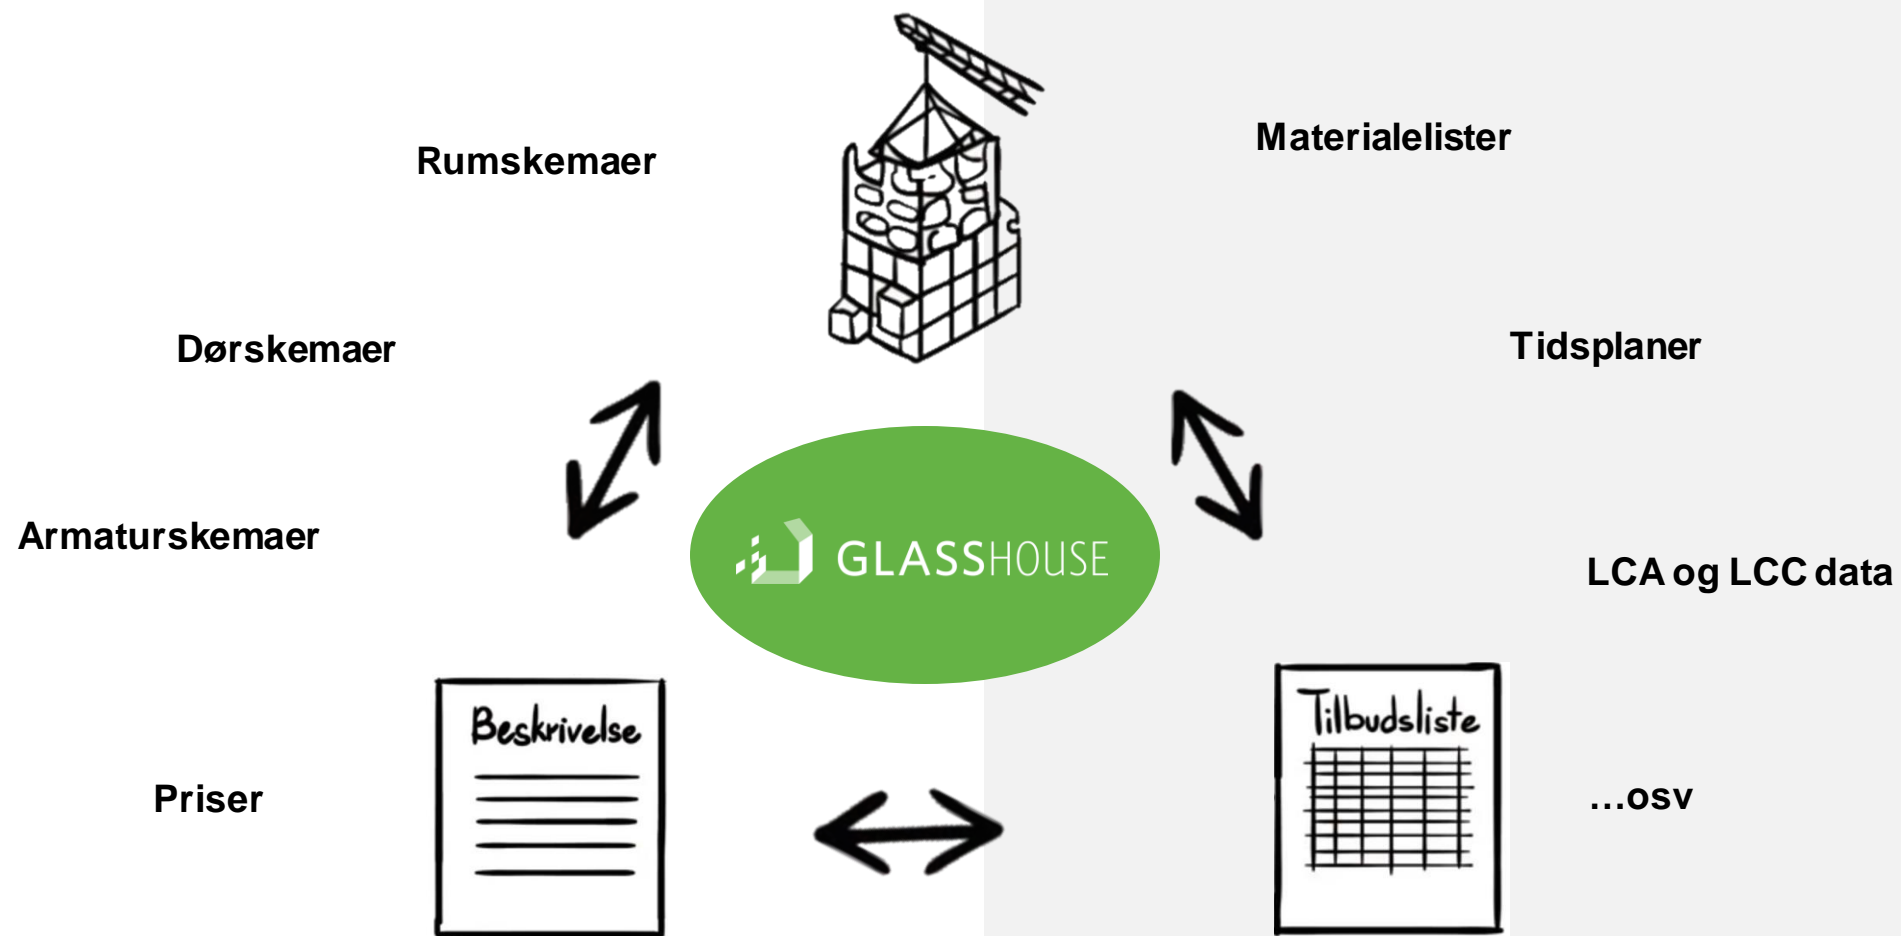 Materialelister
Rumskemaer
Tidsplaner
Dørskemaer
Armaturskemaer
GLASSHOUSE
LCA og LCC data
Beskrivelse
Tilbudsliste
Priser
...osv